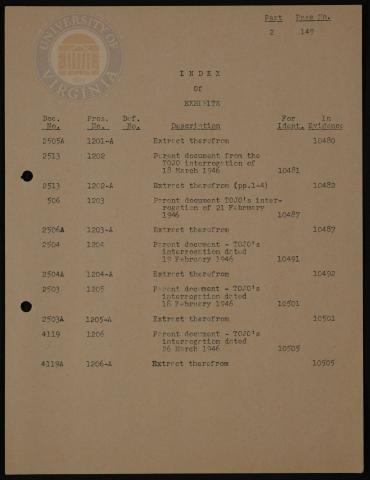 UNIVERSITY OF VIRGINIA
Part Pros No.
2 149
INDEX
Of
EXHIBITS
Doc. Pros. Def. For In
No. No. No. Description Ident. Evidence
2505A 1201-A Extract therefrom 10480
2513 1202 Parent document from the
TOJO interrogation of
18 March 1946 10481
2513 1202-A Extract therefrom (pp.1-4) 10482
506 1203 Parent document TOJO's inter-
rogation of 21 February
1946 10487
2506A 1203-A Extract therefrom 10487
2504 1204 Parent document - TOJO's
interrogation dated
19 February 1946 10491
2504A 1204-A Extract therefrom 10492
2503 1205 Parent document - TOJO's
interrogation dated
18 February 1946 10501
2503A 1205-A Extract therefrom 10501
4119 1206 Parent document - TOJO's
interrogation dated
26 March 1946 10505
4119A 1206-A Extract therefrom 10505